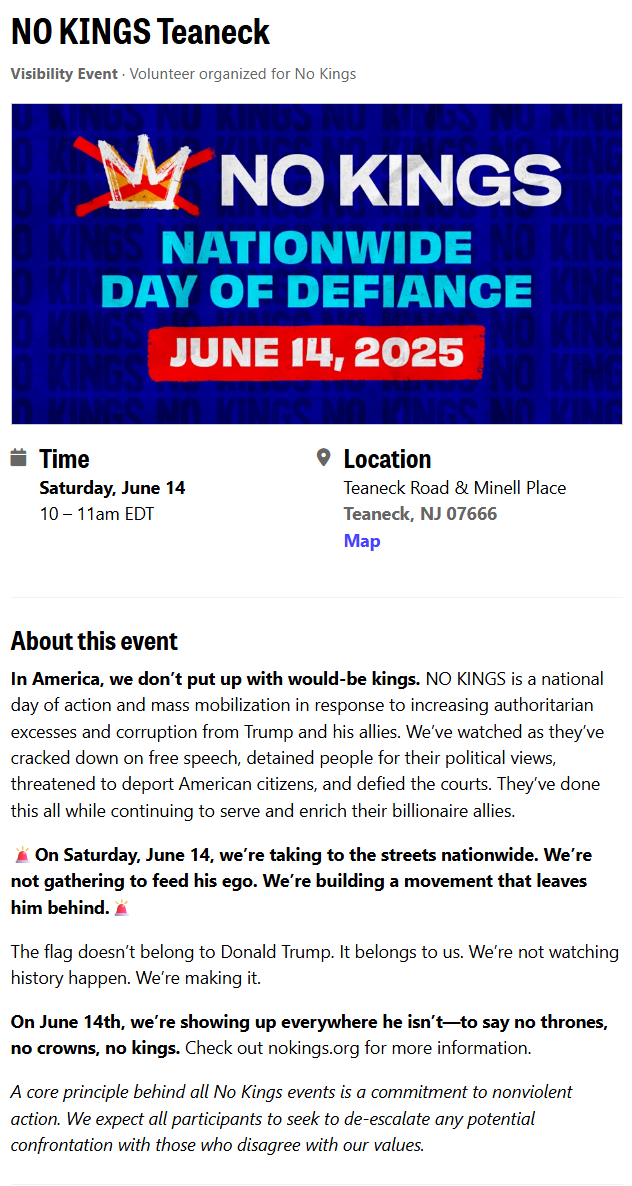 NO KINGS Teaneck
Visibility Event · Volunteer organized for No Kings
NO KINGS
NATIONWIDE
DAY OF DEFIANCE
JUNE 14, 2025
Time
Saturday, June 14
10 – 11am EDT
Location
Teaneck Road & Minell Place
Teaneck, NJ 07666
Map
About this event
In America, we don’t put up with would-be kings. NO KINGS is a national
day of action and mass mobilization in response to increasing authoritarian
excesses and corruption from Trump and his allies. We’ve watched as they’ve
cracked down on free speech, detained people for their political views,
threatened to deport American citizens, and defied the courts. They’ve done
this all while continuing to serve and enrich their billionaire allies.
🚨On Saturday, June 14, we’re taking to the streets nationwide. We’re
not gathering to feed his ego. We’re building a movement that leaves
him behind.🚨
The flag doesn’t belong to Donald Trump. It belongs to us. We’re not watching
history happen. We’re making it.
On June 14th, we’re showing up everywhere he isn’t—to say no thrones,
no crowns, no kings. Check out nokings.org for more information.
A core principle behind all No Kings events is a commitment to nonviolent
action. We expect all participants to seek to de-escalate any potential
confrontation with those who disagree with our values.